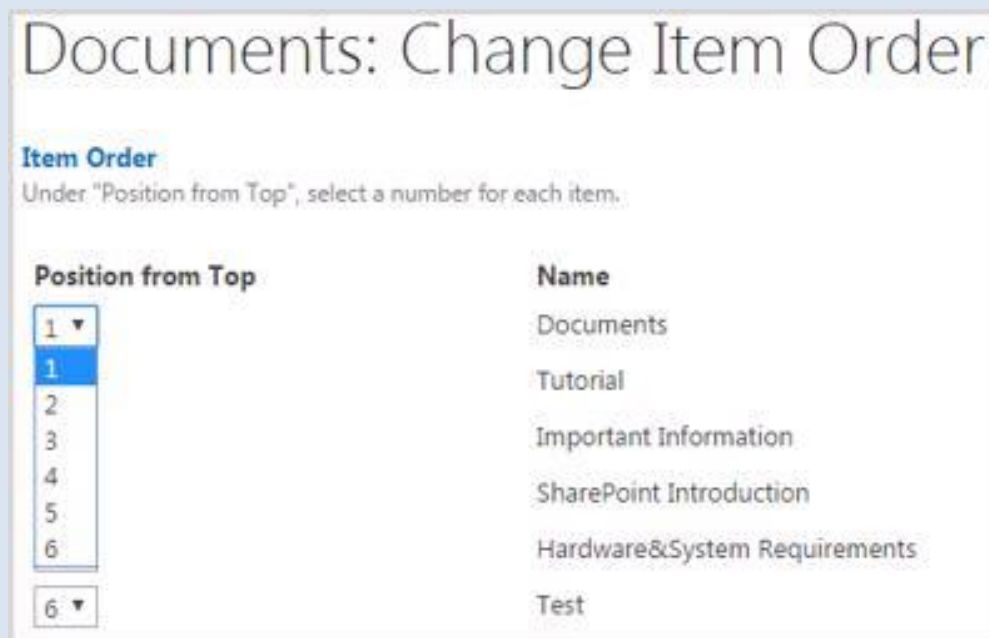 Documents: Change Item Order
Item Order
Under "Position from Top", select a number for each item.
Position from Top Name
1 Documents
1 Tutorial
2
3 Important Information
4 SharePoint Introduction
5
6 Hardware&System Requirements
6 Test